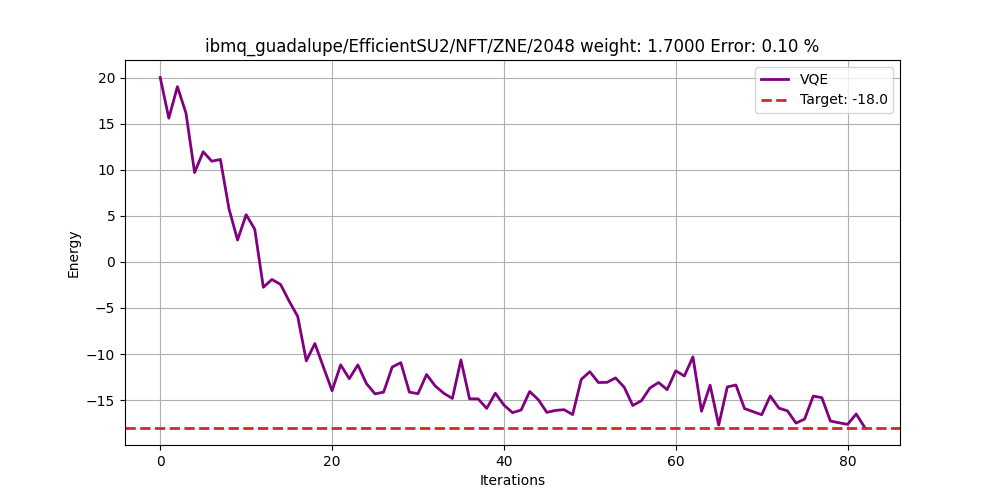 ibmq_guadalupe/EfficientSU2/NFT/ZNE/2048 weight: 1.7000 Error: 0.10 %
VQE
Target: -18.0
20
15
10
5
0
−5
−10
−15
Energy
0
20
40
60
80
Iterations